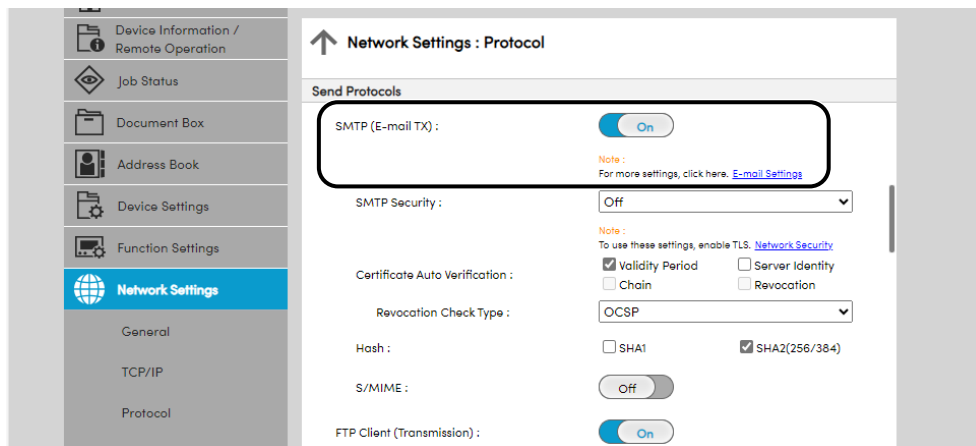 Device Information /
Remote Operation
Job Status
Document Box
Address Book
Device Settings
Function Settings
Network Settings
General
TCP/IP
Protocol
Network Settings : Protocol
Send Protocols
SMTP (E-mail TX) :
On
Note :
For more settings, click here. E-mail Settings
SMTP Security :
Off
Note :
To use these settings, enable TLS. Network Security
Certificate Auto Verification :
Validity Period
Server Identity
Chain
Revocation
Revocation Check Type :
OCSP
Hash :
SHA1
SHA2(256/384)
S/MIME :
Off
FTP Client (Transmission) :
On